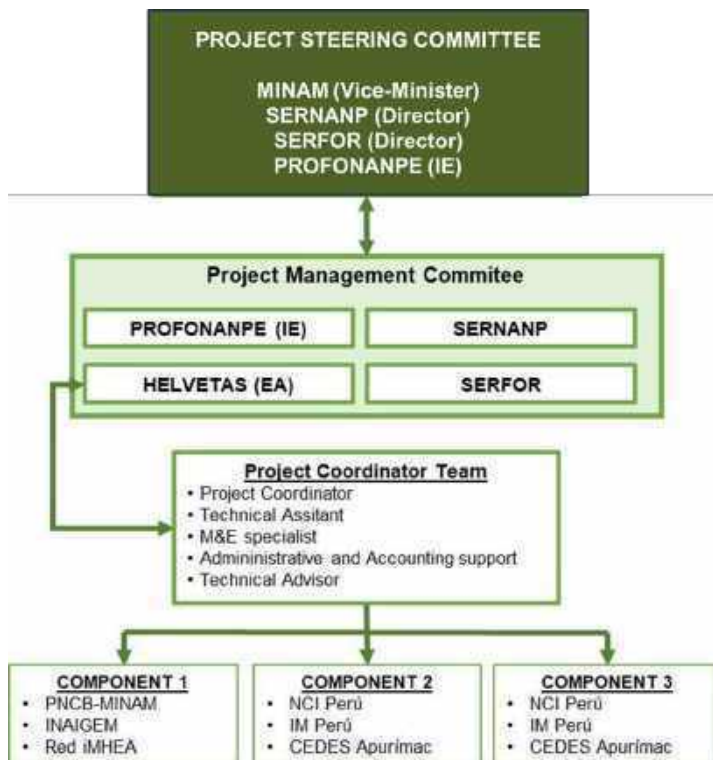 PROJECT STEERING COMMITTEE
MINAM (Vice-Minister)
SERNANP (Director)
SERFOR (Director)
PROFONANPE (IE)
Project Management Commitee
PROFONANPE (IE)
SERNANP
HELVETAS (EA)
SERFOR
Project Coordinator Team
• Project Coordinator
• Technical Assitant
• M&E specialist
• Admininistrative and Accounting support
• Technical Advisor
COMPONENT 1
• PNCB-MINAM
• INAIGEM
• Red iMHEA
COMPONENT 2
• NCI Perú
• IM Perú
• CEDES Apurímac
COMPONENT 3
• NCI Perú
• IM Perú
• CEDES Apurímac